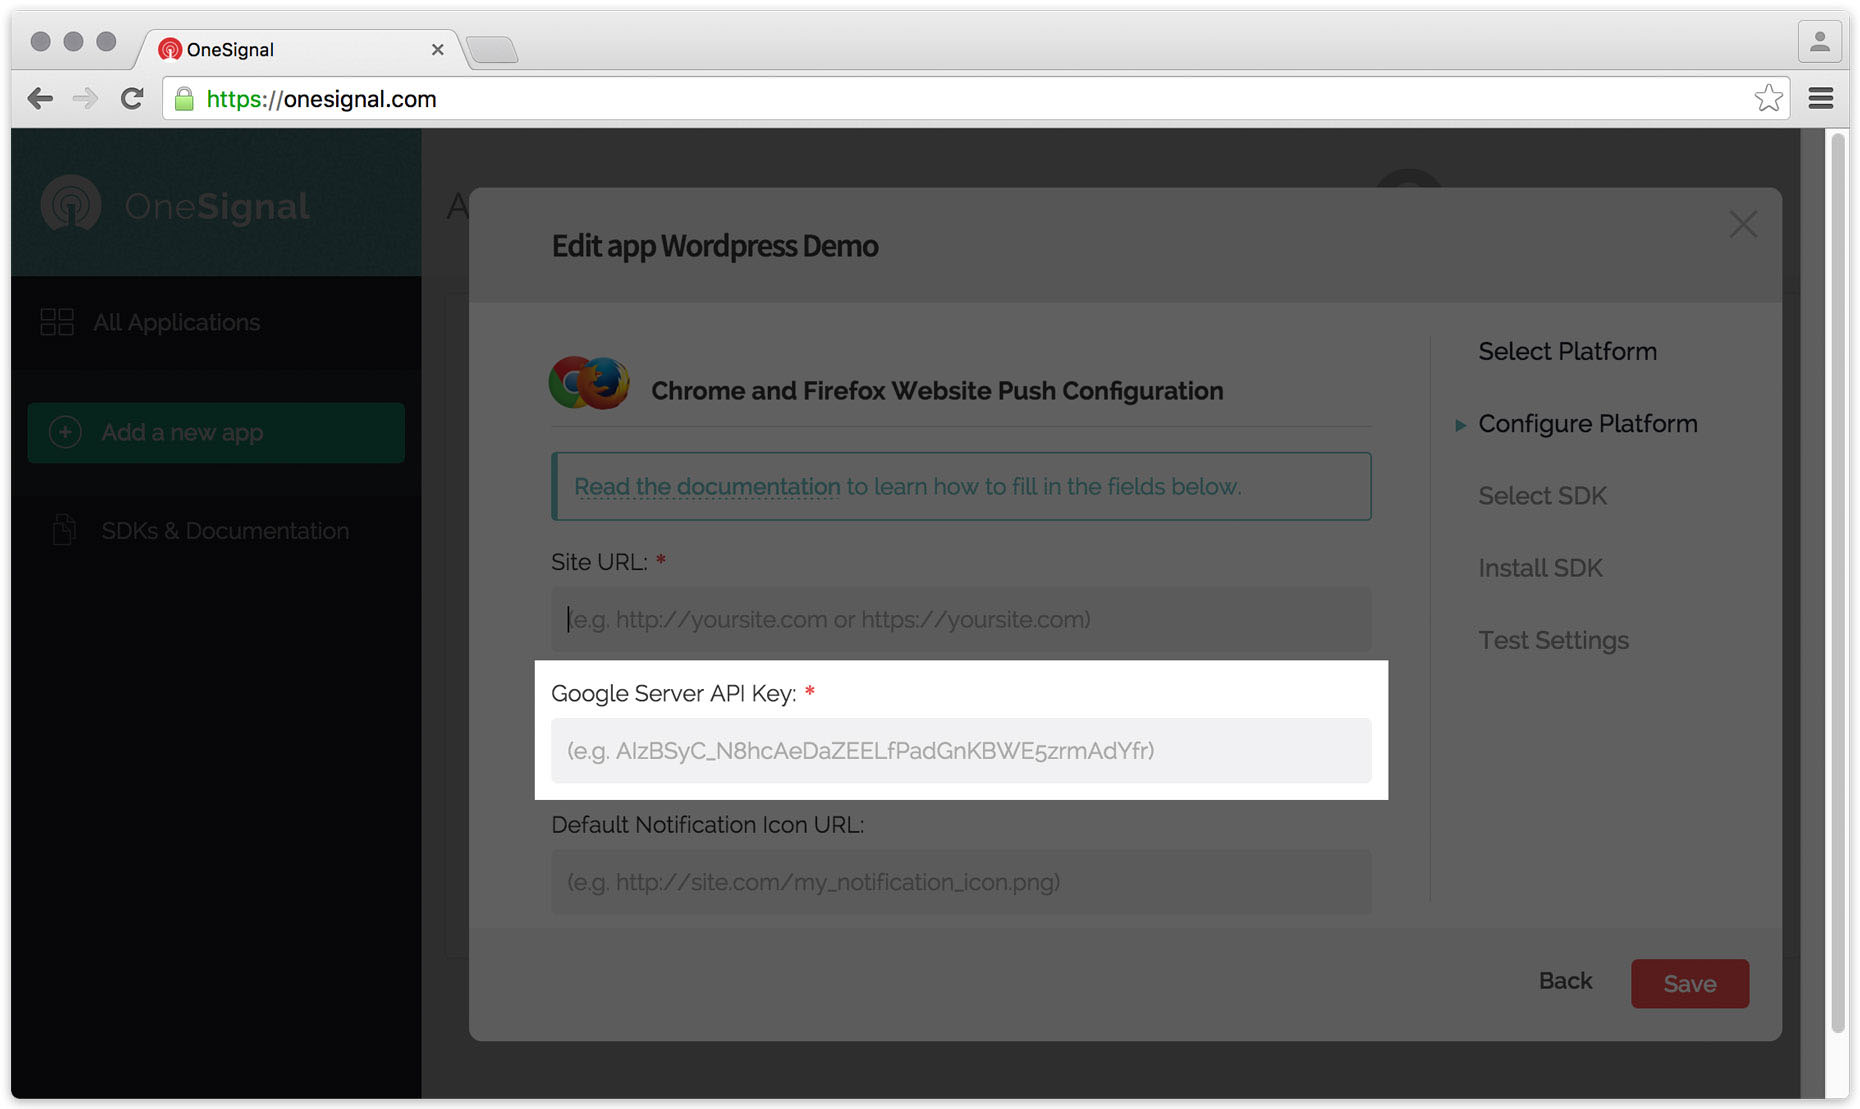 OneSignal
https://onesignal.com
OneSignal
A
All Applications
Add a new app
SDKs & Documentation
Edit app Wordpress Demo
Chrome and Firefox Website Push Configuration
Read the documentation to learn how to fill in the fields below.
Site URL: *
(e.g. http://yoursite.com or https://yoursite.com)
Google Server API Key: *
(e.g. AIzBSyC_N8hcAeDaZEELfPadGnKBWE5zrmAdYfr)
Default Notification Icon URL:
(e.g. http://site.com/my_notification_icon.png)
Select Platform
Configure Platform
Select SDK
Install SDK
Test Settings
Back
Save